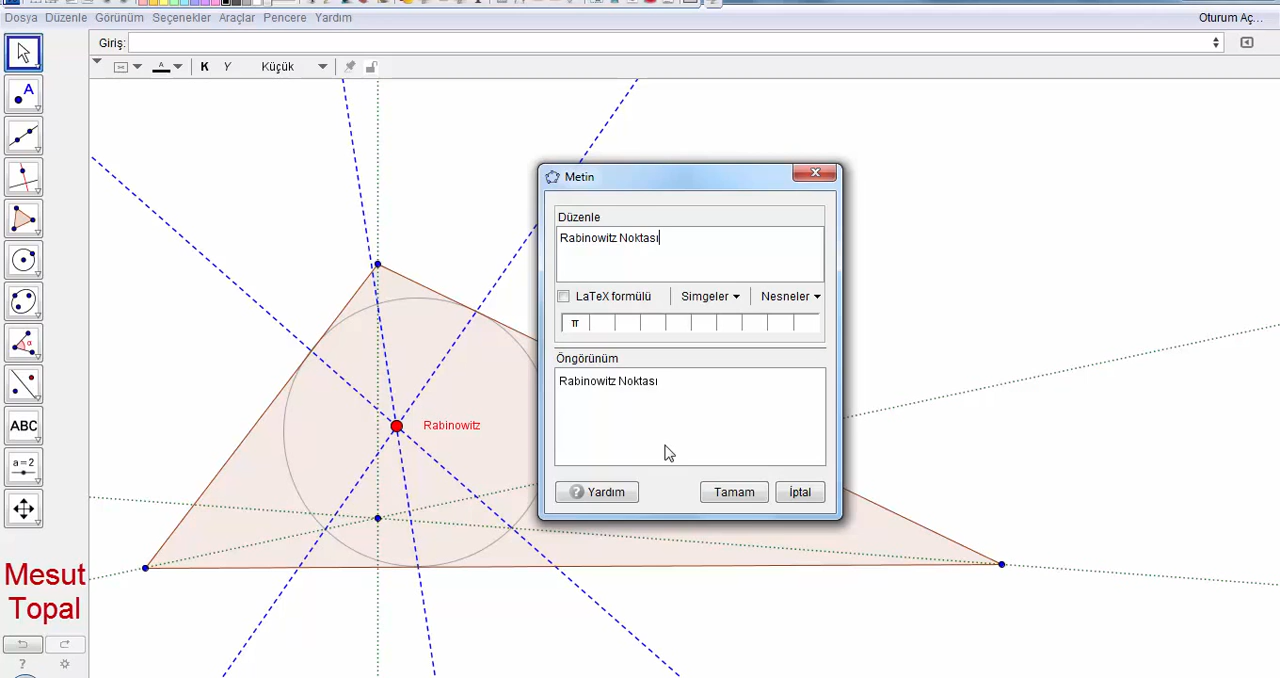 Dosya Düzenle Görünüm Seçenekler Araçlar Pencere Yardım
Oturum Aç...
Giriş:
A K Y Küçük
A
Metin
Düzenle
Rabinowitz Noktası
LaTeX formülü Simgeler Nesneler
π
Öngörünüm
Rabinowitz Noktası
Yardım Tamam İptal
Rabinowitz
α
ABC
a=2
Mesut
Topal
?